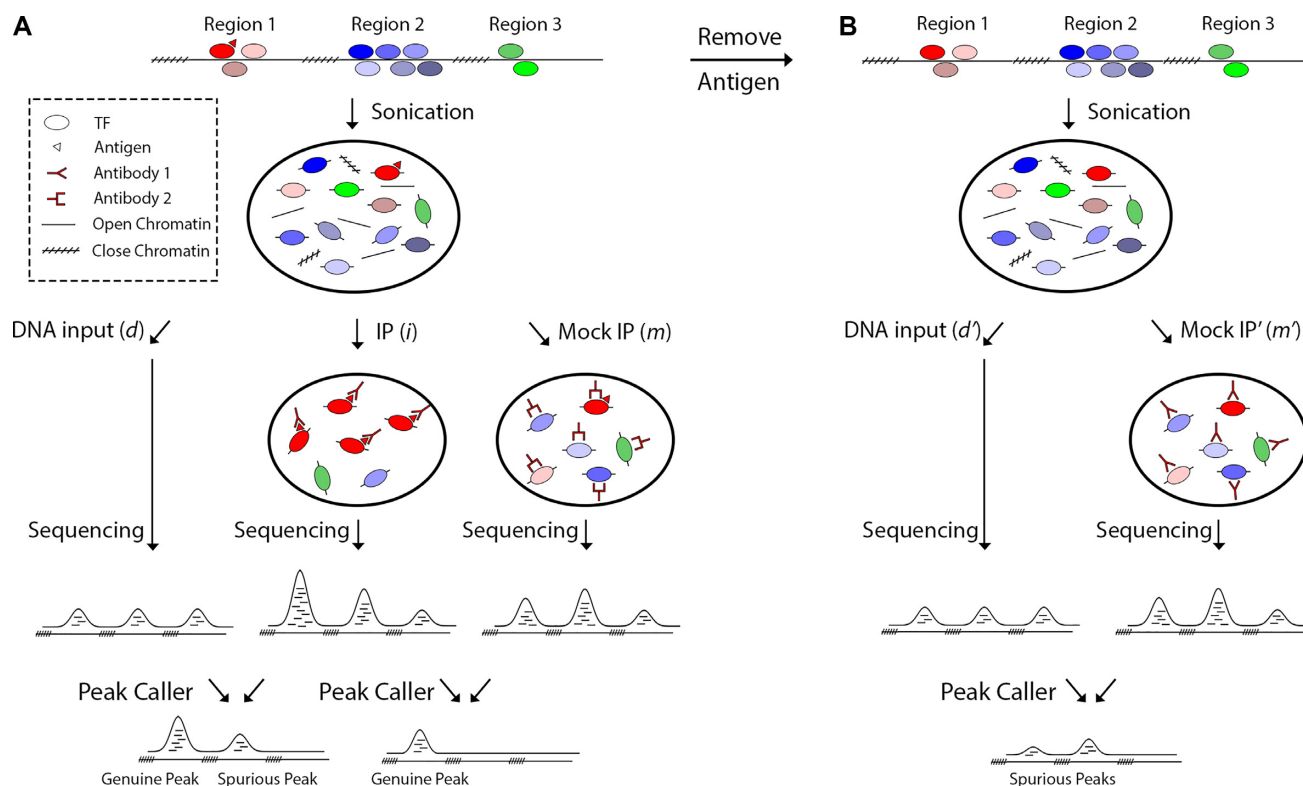 A
Region 1
Region 2
Region 3
Remove
Antigen
B
Region 1
Region 2
Region 3
Sonication
Sonication
TF
Antigen
Antibody 1
Antibody 2
Open Chromatin
Close Chromatin
DNA input (d)
IP (i)
Mock IP (m)
DNA input (d’)
Mock IP’ (m’)
Sequencing
Sequencing
Sequencing
Sequencing
Sequencing
Peak Caller
Peak Caller
Peak Caller
Genuine Peak
Spurious Peak
Genuine Peak
Spurious Peaks